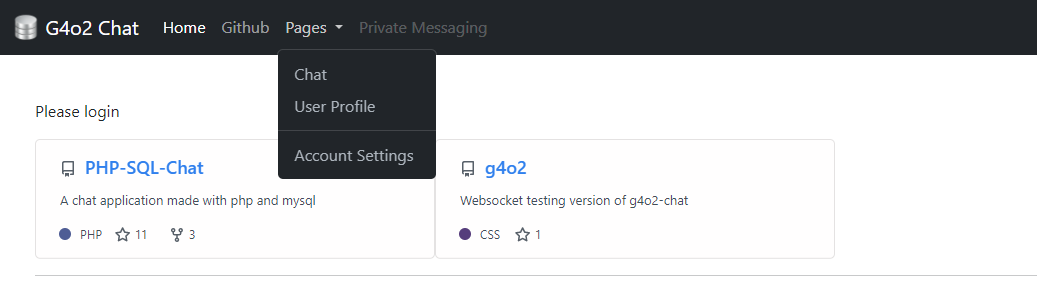 G4o2 Chat Home Github Pages Private Messaging
Chat
User Profile
Account Settings
Please login
PHP-SQL-Chat
A chat application made with php and mysql
PHP 11 3
g4o2
Websocket testing version of g4o2-chat
CSS 1